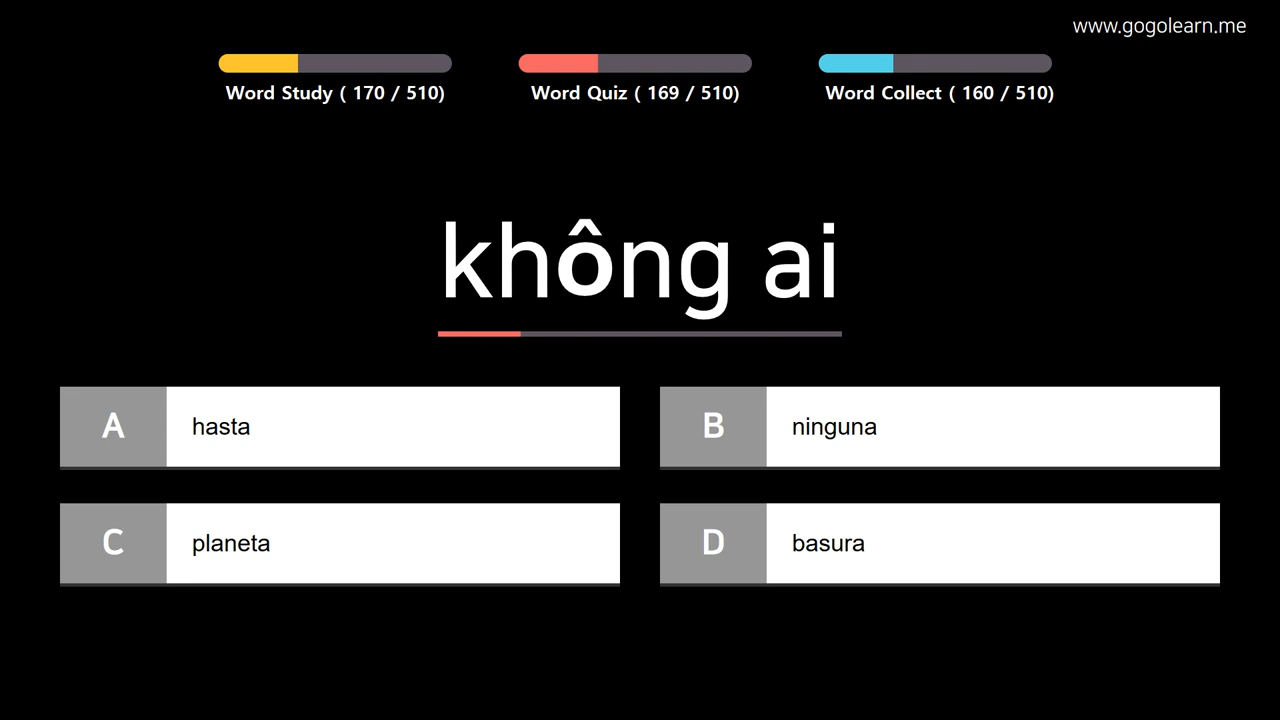 www.gogolearn.me
Word Study ( 170 / 510)
Word Quiz ( 169 / 510)
Word Collect ( 160 / 510)
không ai
A hasta
B ninguna
C planeta
D basura